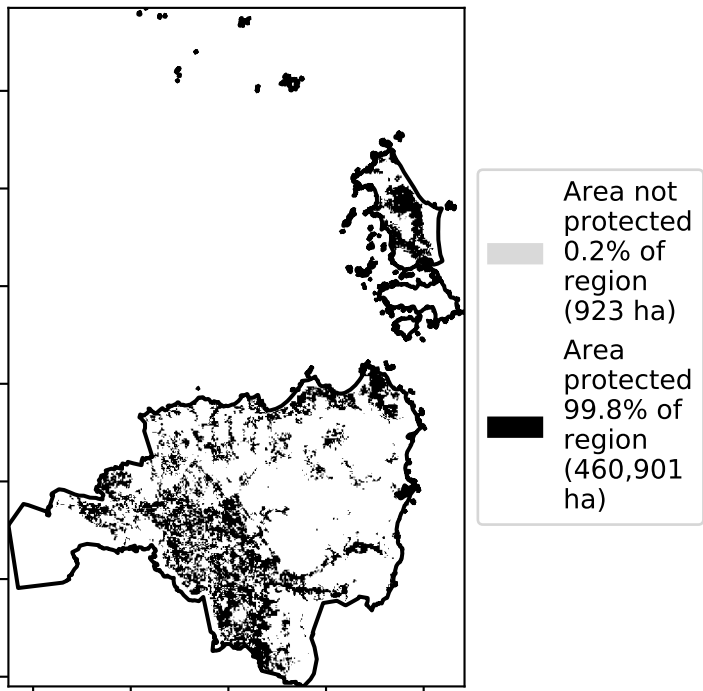 Area not
protected
0.2% of
region
(923 ha)
Area
protected
99.8% of
region
(460,901
ha)